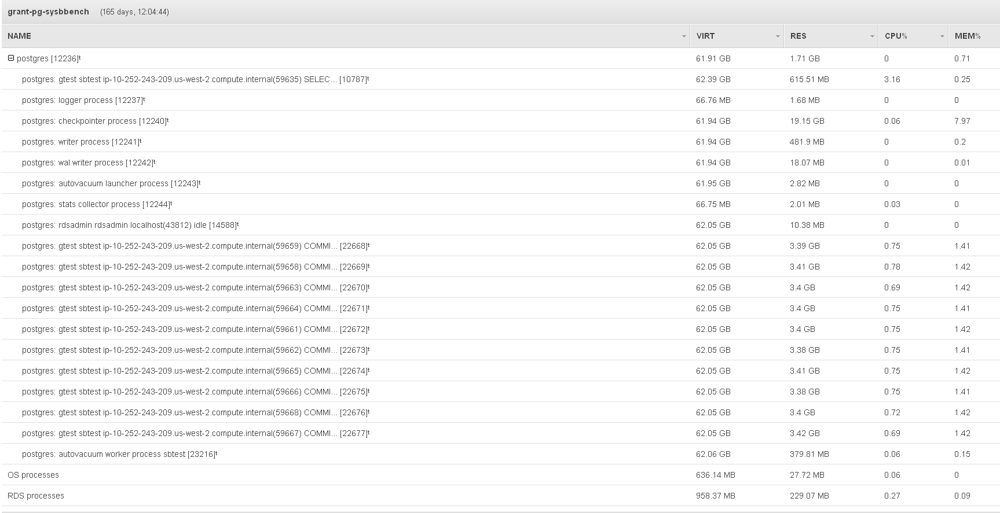 grant-pg-sysbbench (165 days, 12:04:44)
NAME VIRT RES CPU% MEM%
postgres [12236]ᵗ 61.91 GB 1.71 GB 0 0.71
postgres: gtest sbtest ip-10-252-243-209.us-west-2.compute.internal(59635) SELEC... [10787]ᵗ 62.39 GB 615.51 MB 3.16 0.25
postgres: logger process [12237]ᵗ 66.76 MB 1.68 MB 0 0
postgres: checkpointer process [12240]ᵗ 61.94 GB 19.15 GB 0.06 7.97
postgres: writer process [12241]ᵗ 61.94 GB 481.9 MB 0 0.2
postgres: wal writer process [12242]ᵗ 61.94 GB 18.07 MB 0 0.01
postgres: autovacuum launcher process [12243]ᵗ 61.95 GB 2.82 MB 0 0
postgres: stats collector process [12244]ᵗ 66.75 MB 2.01 MB 0.03 0
postgres: rdsadmin rdsadmin localhost(43812) idle [14588]ᵗ 62.05 GB 10.38 MB 0 0
postgres: gtest sbtest ip-10-252-243-209.us-west-2.compute.internal(59659) COMMI... [22668]ᵗ 62.05 GB 3.39 GB 0.75 1.41
postgres: gtest sbtest ip-10-252-243-209.us-west-2.compute.internal(59658) COMMI... [22669]ᵗ 62.05 GB 3.41 GB 0.78 1.42
postgres: gtest sbtest ip-10-252-243-209.us-west-2.compute.internal(59663) COMMI... [22670]ᵗ 62.05 GB 3.4 GB 0.69 1.42
postgres: gtest sbtest ip-10-252-243-209.us-west-2.compute.internal(59664) COMMI... [22671]ᵗ 62.05 GB 3.4 GB 0.75 1.41
postgres: gtest sbtest ip-10-252-243-209.us-west-2.compute.internal(59661) COMMI... [22672]ᵗ 62.05 GB 3.4 GB 0.75 1.42
postgres: gtest sbtest ip-10-252-243-209.us-west-2.compute.internal(59662) COMMI... [22673]ᵗ 62.05 GB 3.38 GB 0.75 1.41
postgres: gtest sbtest ip-10-252-243-209.us-west-2.compute.internal(59665) COMMI... [22674]ᵗ 62.05 GB 3.41 GB 0.75 1.42
postgres: gtest sbtest ip-10-252-243-209.us-west-2.compute.internal(59666) COMMI... [22675]ᵗ 62.05 GB 3.38 GB 0.75 1.41
postgres: gtest sbtest ip-10-252-243-209.us-west-2.compute.internal(59668) COMMI... [22676]ᵗ 62.05 GB 3.4 GB 0.72 1.42
postgres: gtest sbtest ip-10-252-243-209.us-west-2.compute.internal(59667) COMMI... [22677]ᵗ 62.05 GB 3.42 GB 0.69 1.42
postgres: autovacuum worker process sbtest [23216]ᵗ 62.06 GB 379.81 MB 0.06 0.15
OS processes 636.14 MB 27.72 MB 0.06 0
RDS processes 958.37 MB 229.07 MB 0.27 0.09